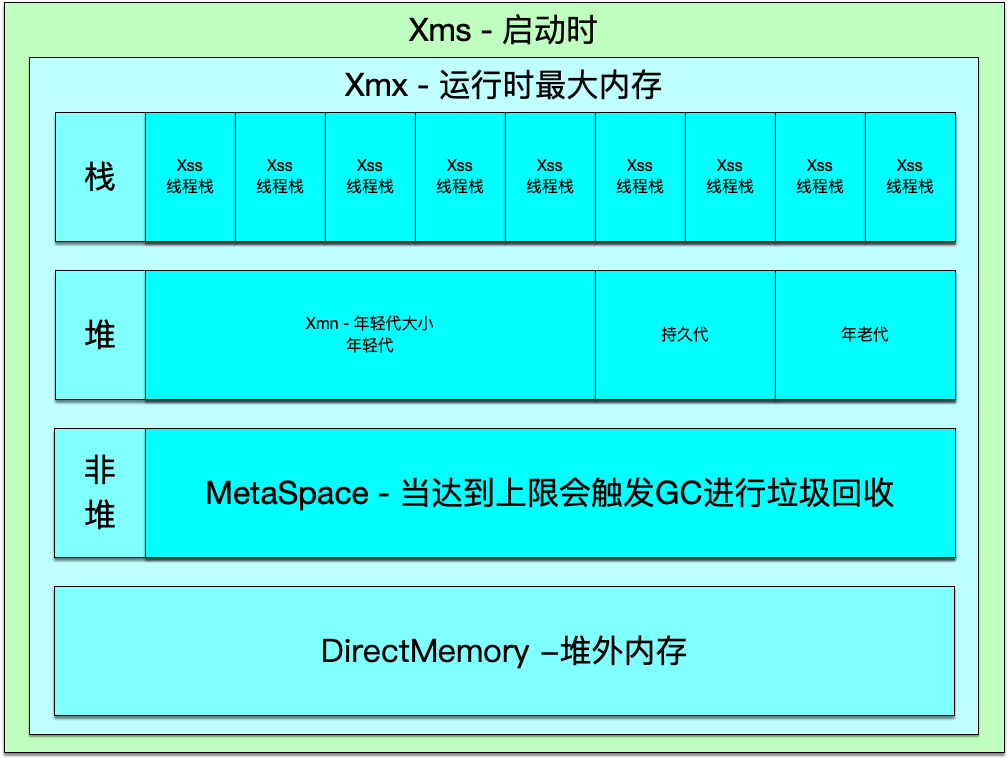 Xms - 启动时
Xmx - 运行时最大内存
栈
Xss
线程栈
Xss
线程栈
Xss
线程栈
Xss
线程栈
Xss
线程栈
Xss
线程栈
Xss
线程栈
Xss
线程栈
Xss
线程栈
堆
Xmn - 年轻代大小
年轻代
持久代
年老代
非
堆
MetaSpace - 当达到上限会触发GC进行垃圾回收
DirectMemory –堆外内存